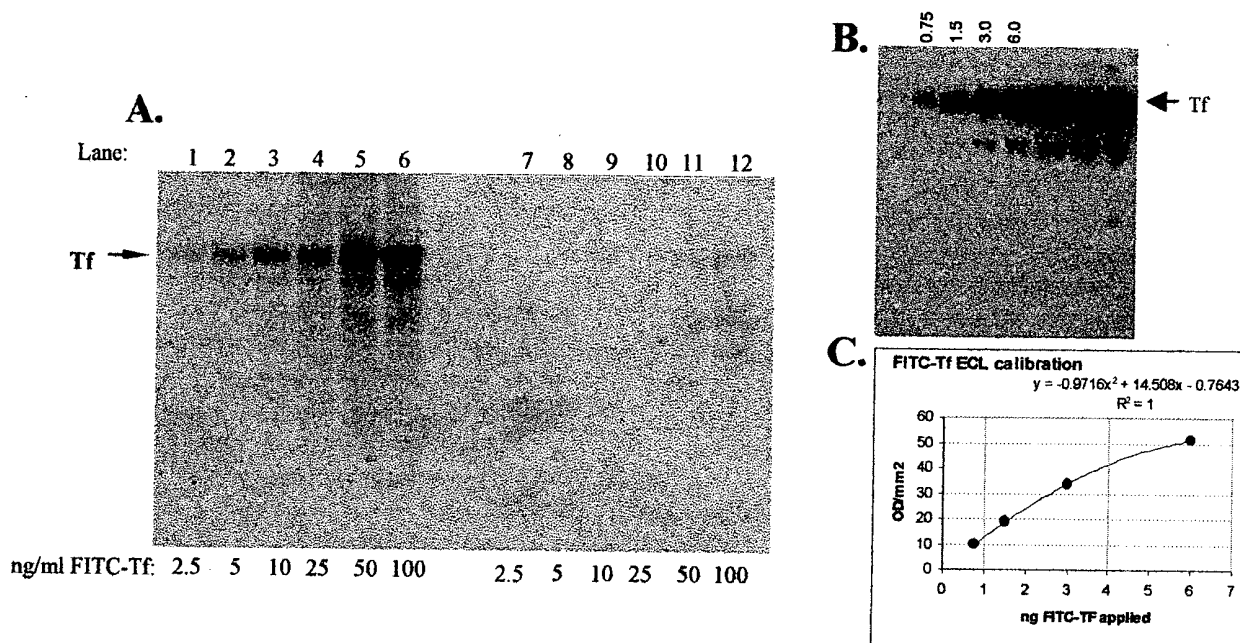 A.
Lane: 1 2 3 4 5 6 7 8 9 10 11 12
Tf
ng/ml FITC-Tf: 2.5 5 10 25 50 100 2.5 5 10 25 50 100
B.
0.75 1.5 3.0 6.0
Tf
C.
FITC-Tf ECL calibration
y = -0.9716x² + 14.508x - 0.7643
R² = 1
60
50
40
30
20
10
0
OD/mm2
0 1 2 3 4 5 6 7
ng FITC-TF applied